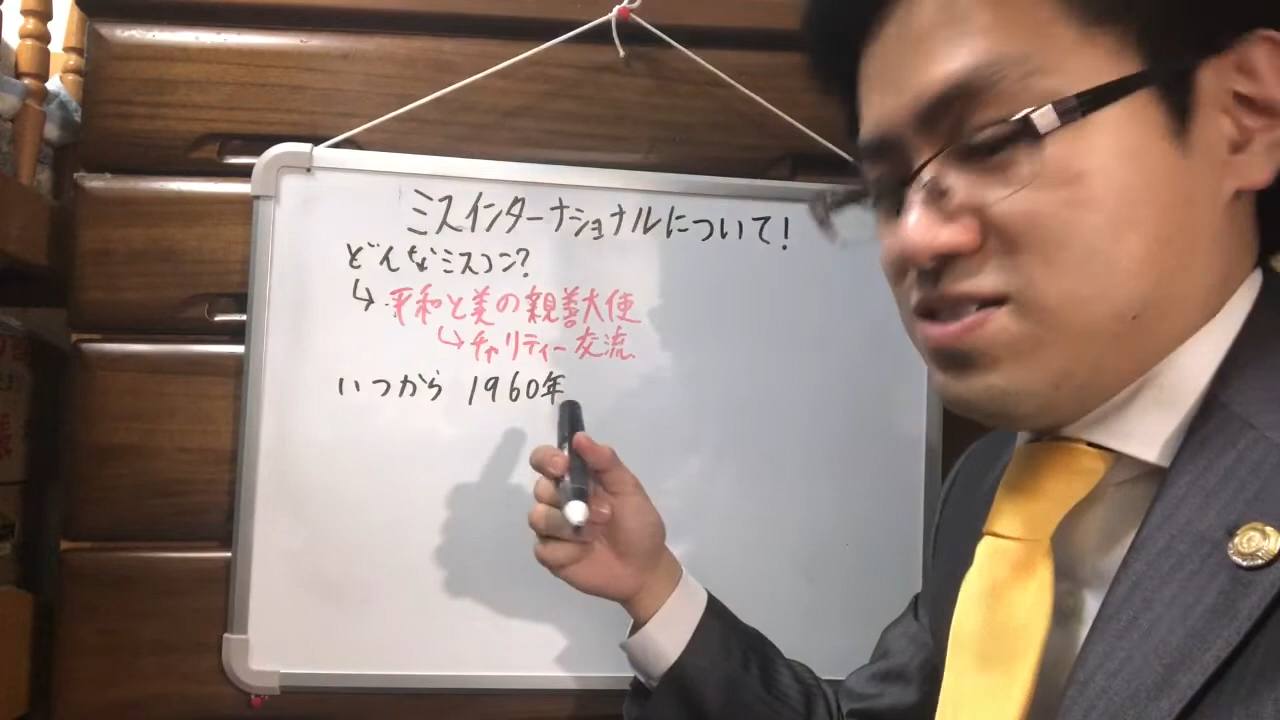 ミスインターナショナルについて!
どんなミスコン?
↳平和と美の親善大使
↳チャリティー交流
いつから 1960年